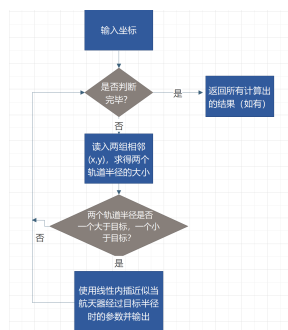 输入坐标
是否判断
完毕？
是
返回所有计算出
的结果（如有）
否
读入两组相邻
(x,y)，求得两个
轨道半径的大小
两个轨道半径是否
一个大于目标，一个小
于目标？
否
是
使用线性内插近似当
航天器经过目标半径
时的参数并输出